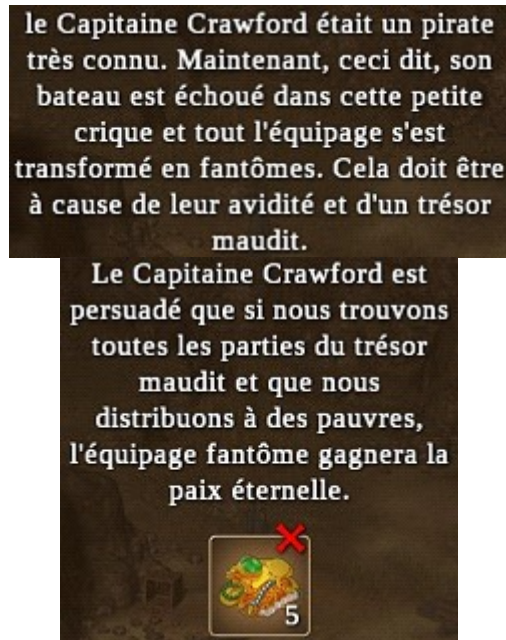 le Capitaine Crawford était un pirate
très connu. Maintenant, ceci dit, son
bateau est échoué dans cette petite
crique et tout l'équipage s'est
transformé en fantômes. Cela doit être
à cause de leur avidité et d'un trésor
maudit.
Le Capitaine Crawford est
persuadé que si nous trouvons
toutes les parties du trésor
maudit et que nous
distribuons à des pauvres,
l'équipage fantôme gagnera la
paix éternelle.
5